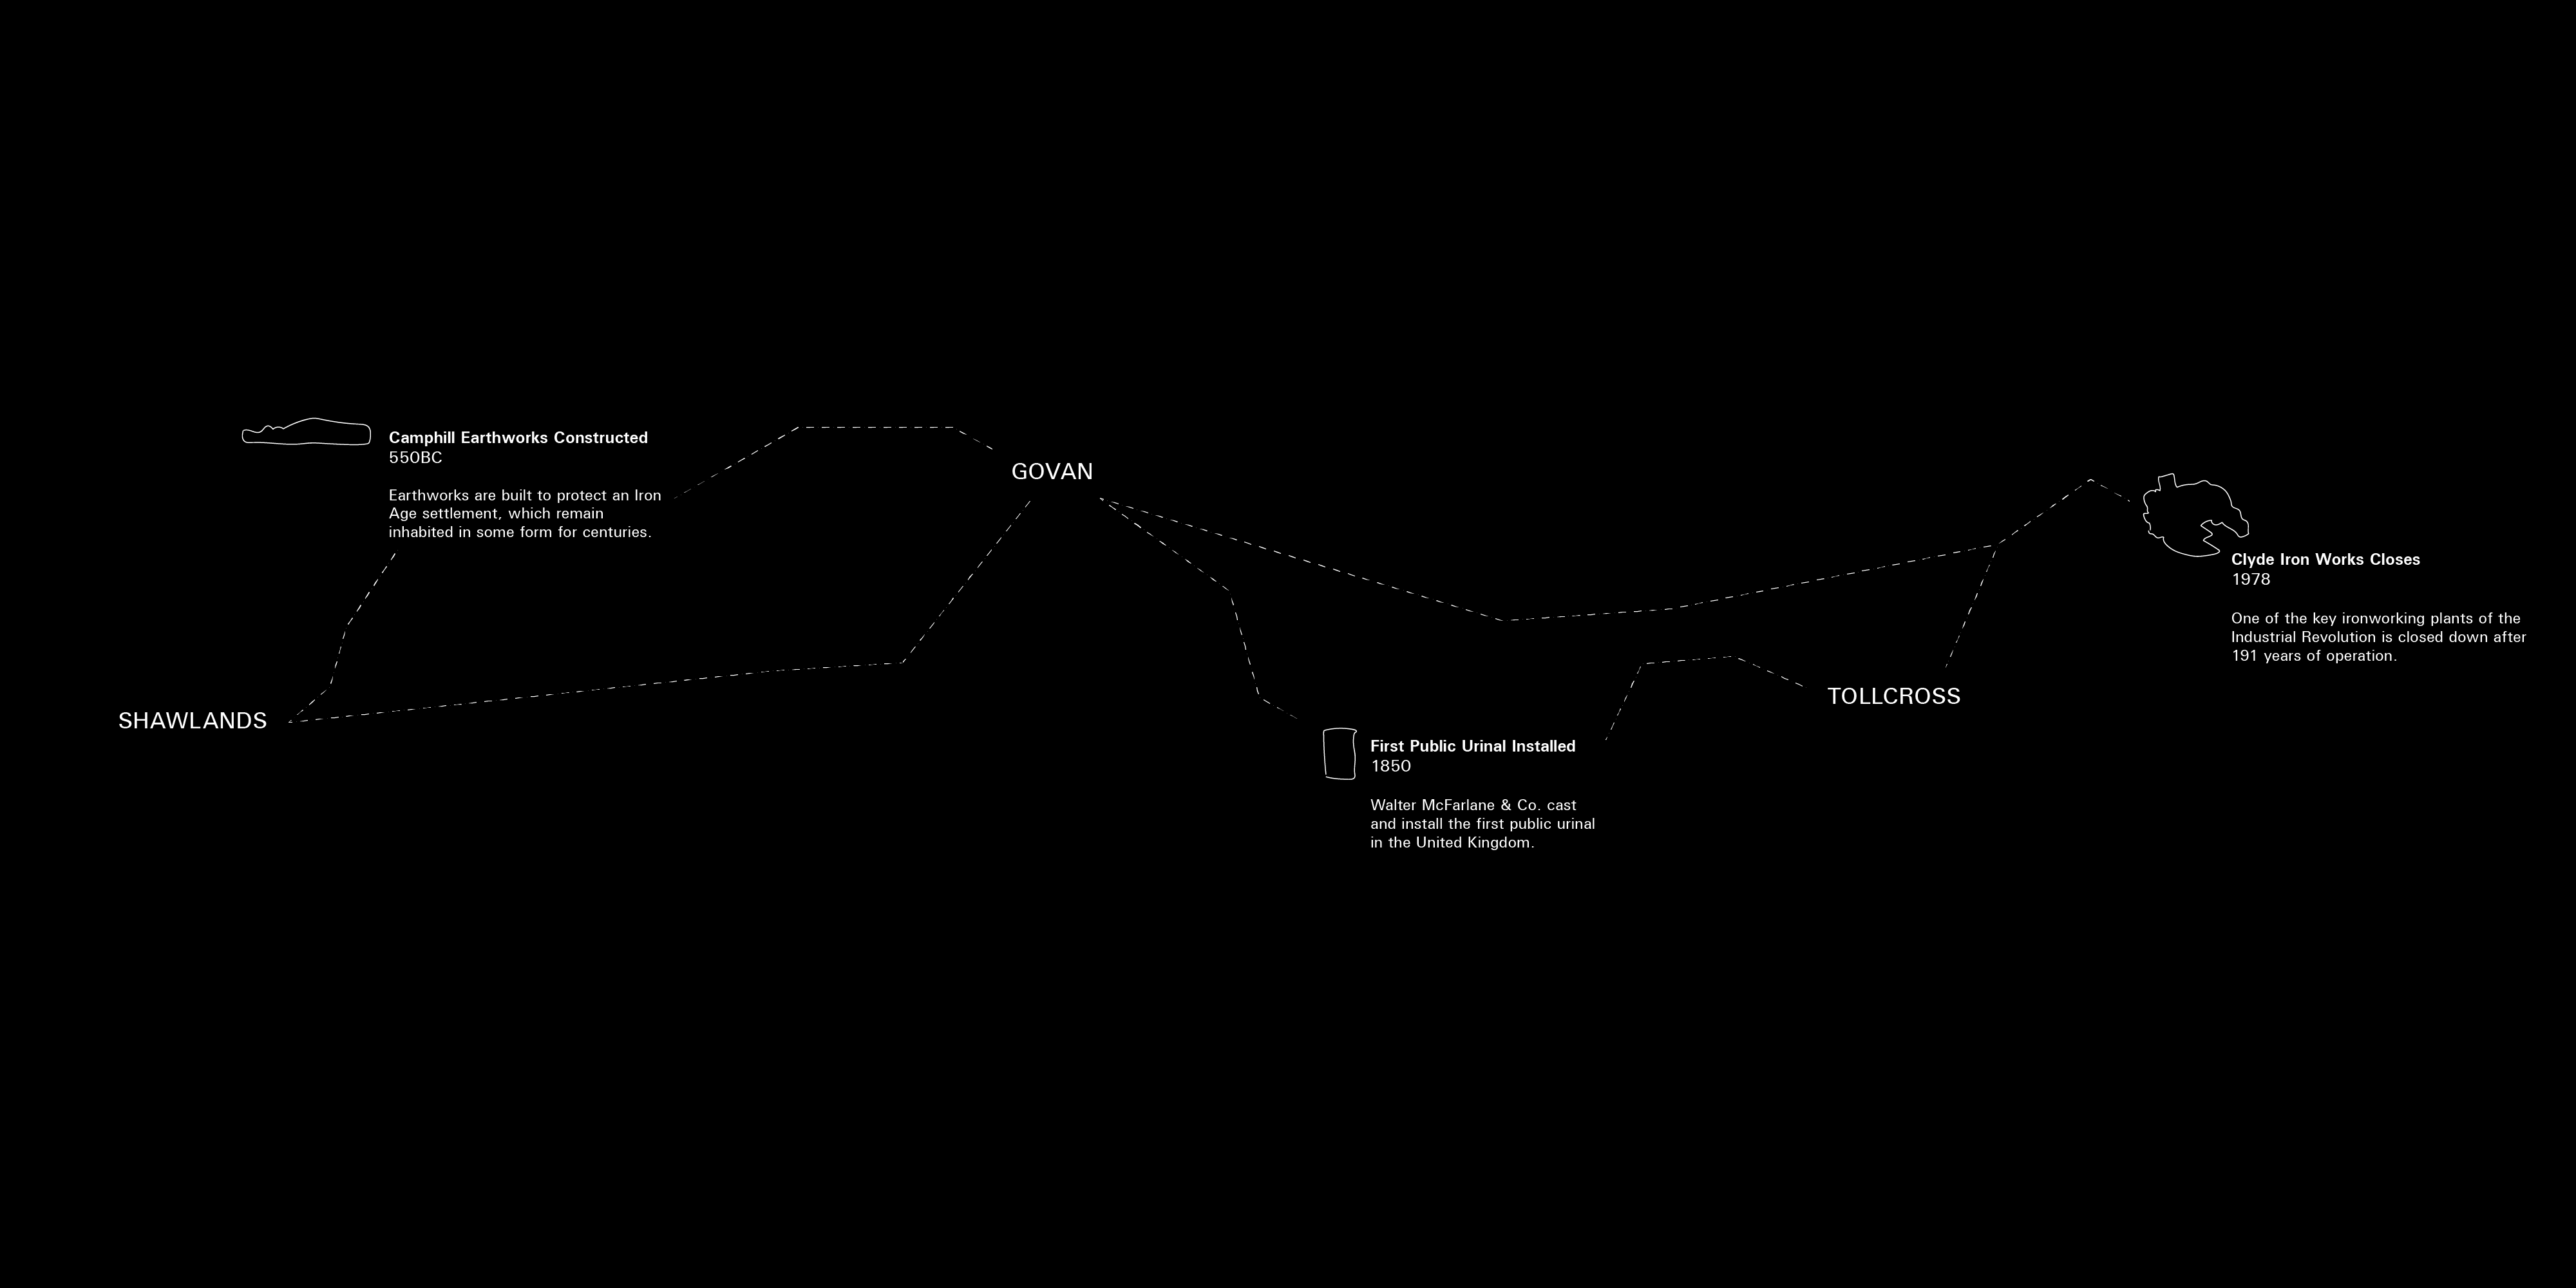 Camphill Earthworks Constructed
550BC
Earthworks are built to protect an Iron
Age settlement, which remain
inhabited in some form for centuries.
GOVAN
Clyde Iron Works Closes
1978
One of the key ironworking plants of the
Industrial Revolution is closed down after
191 years of operation.
SHAWLANDS
TOLLCROSS
First Public Urinal Installed
1850
Walter McFarlane & Co. cast
and install the first public urinal
in the United Kingdom.